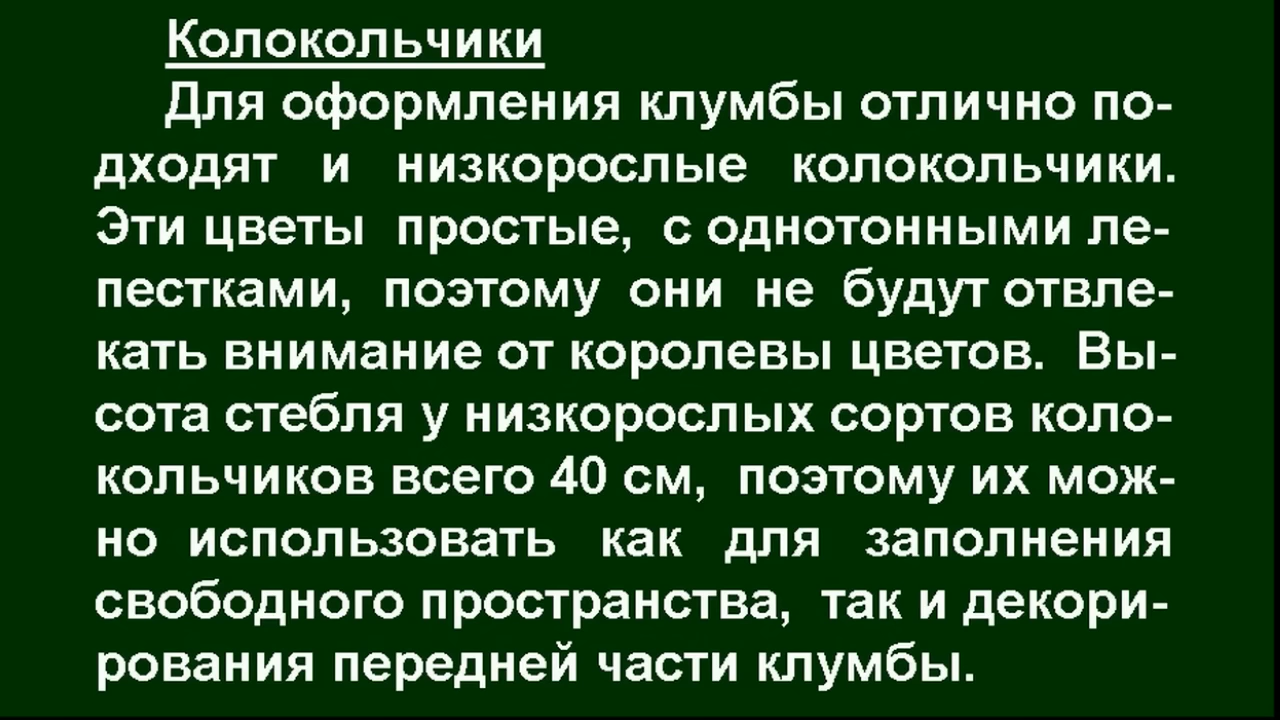 Колокольчики
Для оформления клумбы отлично по-
дходят и низкорослые колокольчики.
Эти цветы простые, с однотонными ле-
пестками, поэтому они не будут отвле-
кать внимание от королевы цветов. Вы-
сота стебля у низкорослых сортов коло-
кольчиков всего 40 см, поэтому их мож-
но использовать как для заполнения
свободного пространства, так и декори-
рования передней части клумбы.